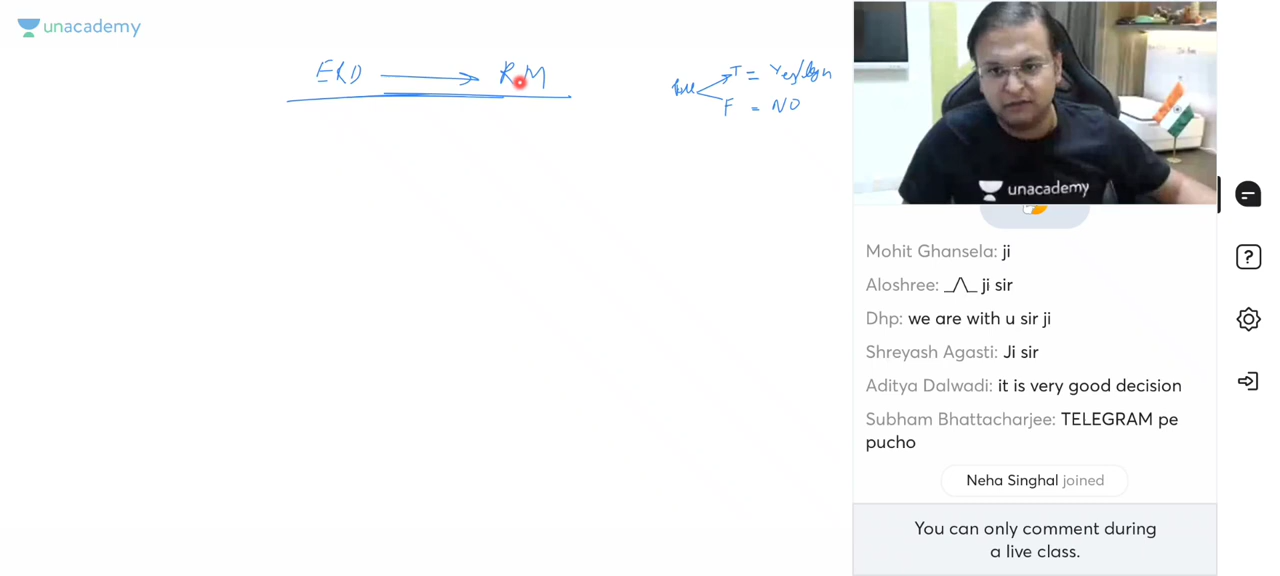 unacademy
ERD → RM
T = Yes/
F = NO
unacademy
Mohit Ghansela: ji
Aloshree: _/\_ ji sir
Dhp: we are with u sir ji
Shreyash Agasti: Ji sir
Aditya Dalwadi: it is very good decision
Subham Bhattacharjee: TELEGRAM pe
pucho
Neha Singhal joined
You can only comment during
a live class.